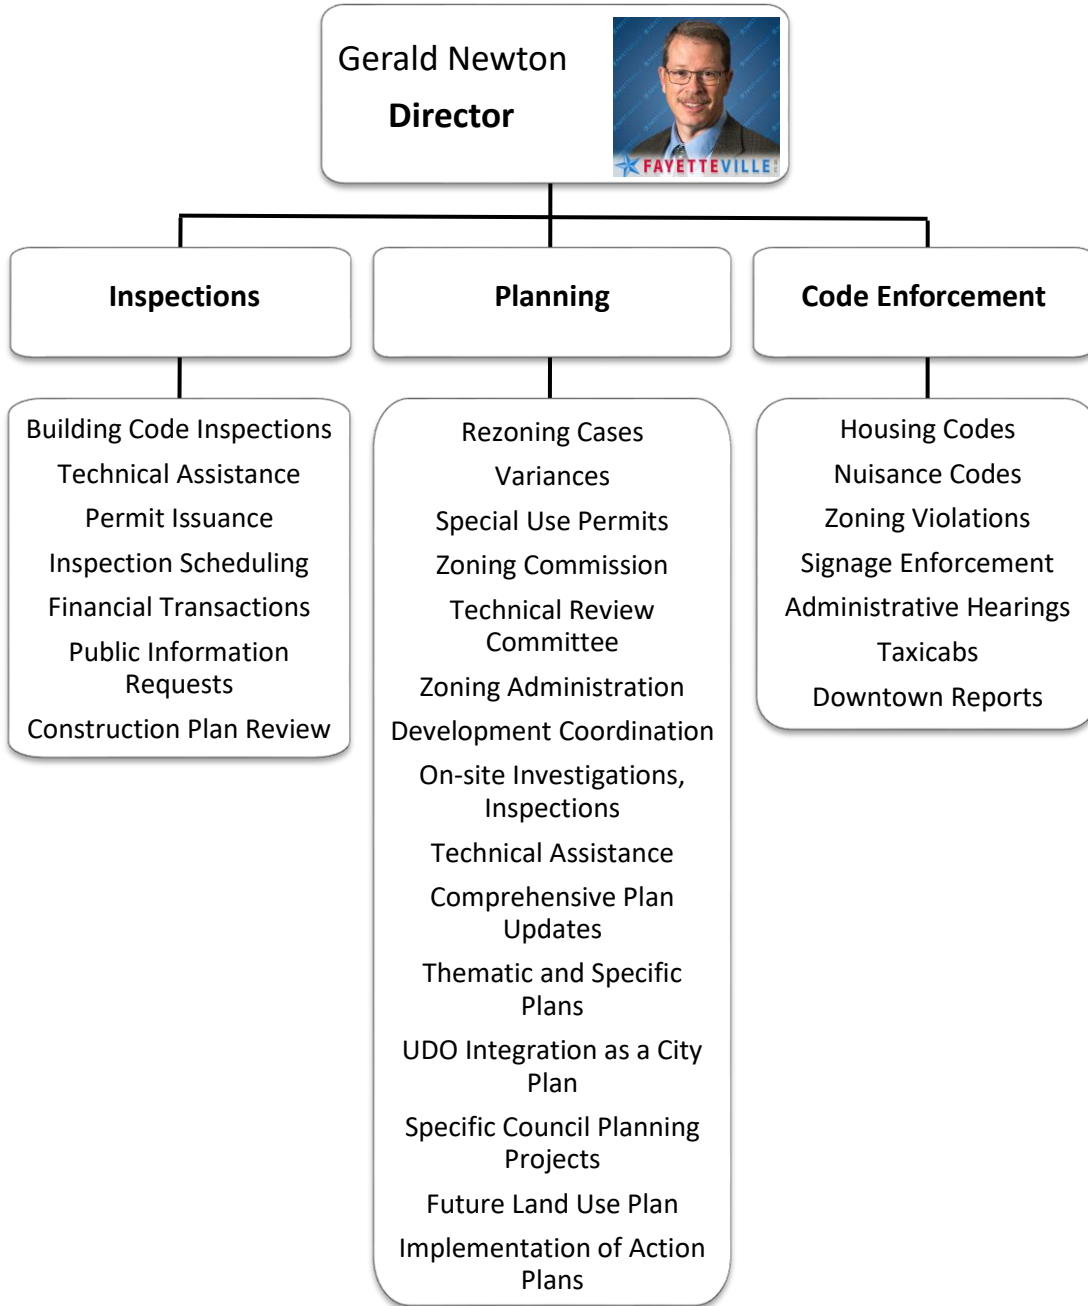 Gerald Newton
Director
FAYETTEVILLE
Inspections
Building Code Inspections
Technical Assistance
Permit Issuance
Inspection Scheduling
Financial Transactions
Public Information
Requests
Construction Plan Review
Planning
Rezoning Cases
Variances
Special Use Permits
Zoning Commission
Technical Review
Committee
Zoning Administration
Development Coordination
On-site Investigations,
Inspections
Technical Assistance
Comprehensive Plan
Updates
Thematic and Specific
Plans
UDO Integration as a City
Plan
Specific Council Planning
Projects
Future Land Use Plan
Implementation of Action
Plans
Code Enforcement
Housing Codes
Nuisance Codes
Zoning Violations
Signage Enforcement
Administrative Hearings
Taxicabs
Downtown Reports